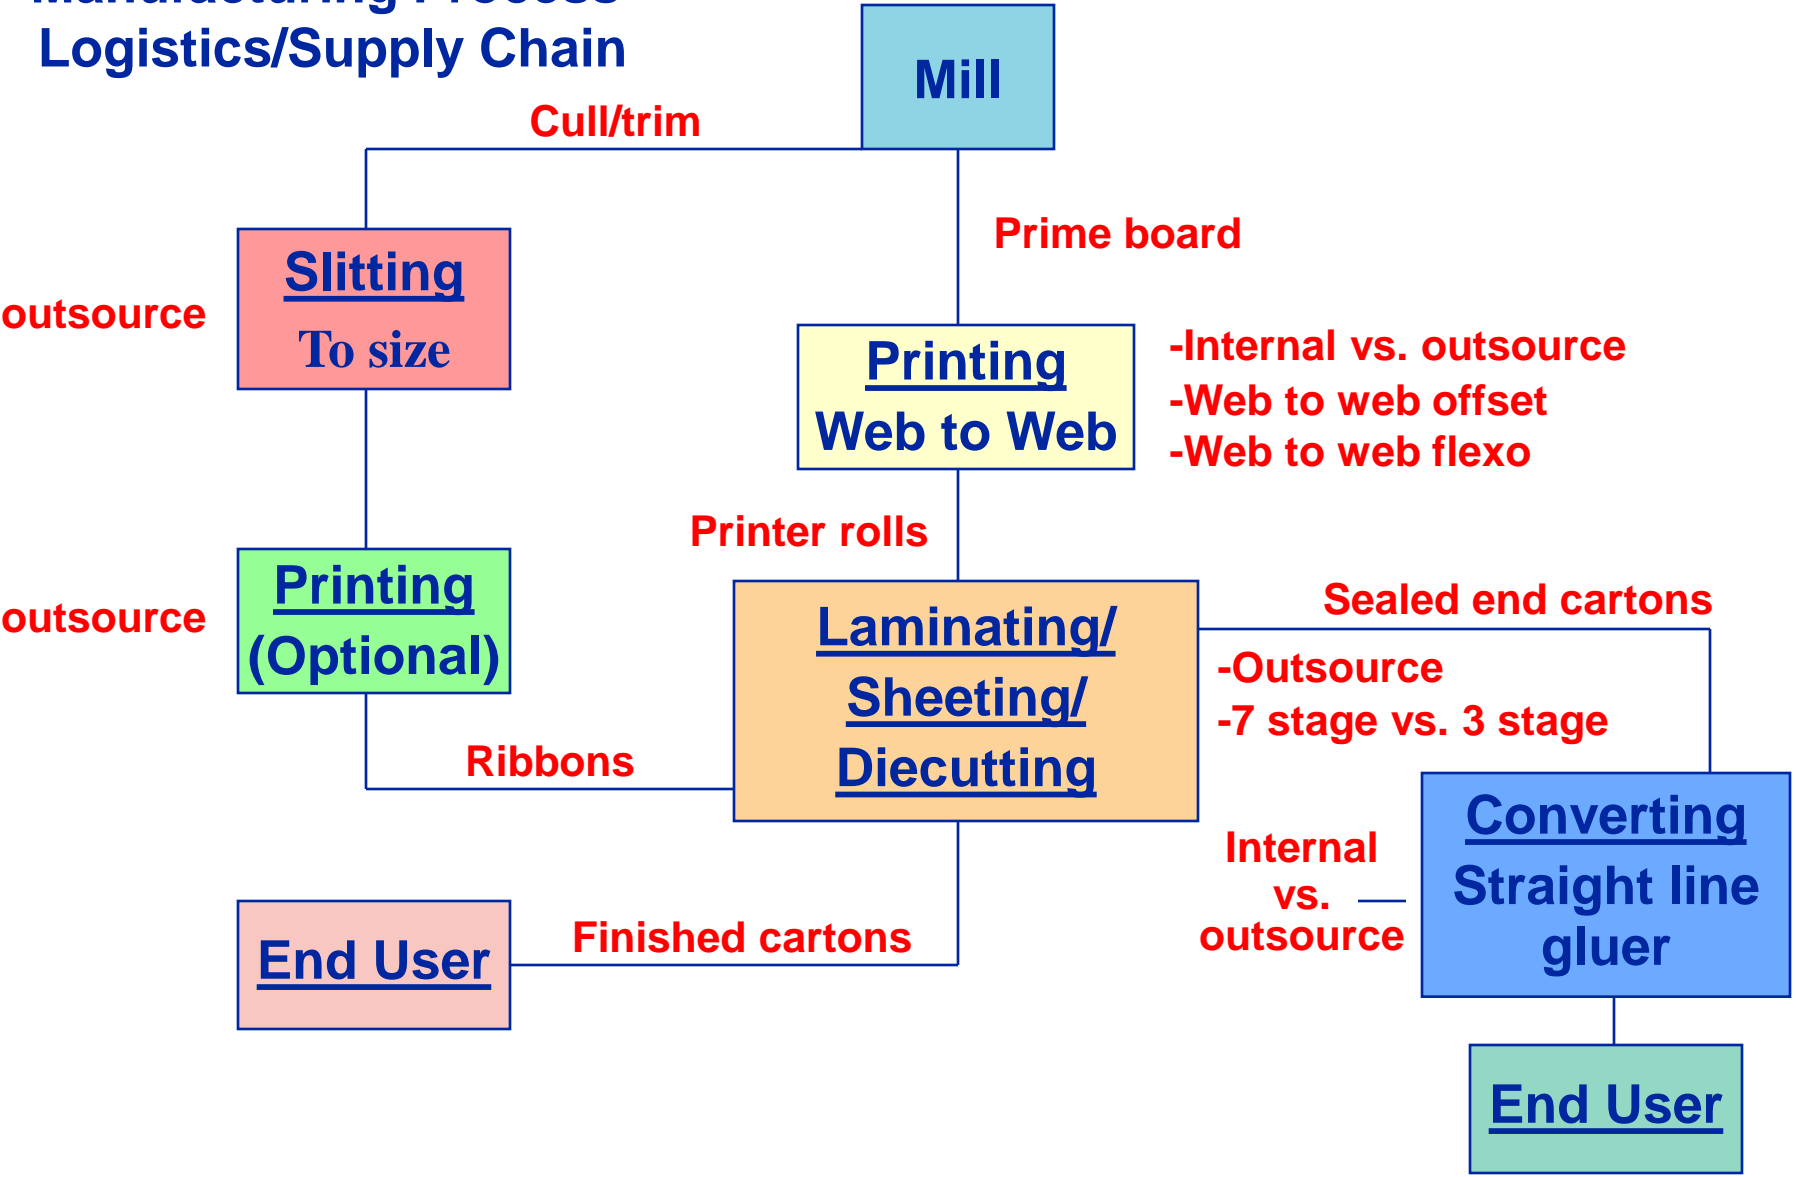 Manufacturing Process
Logistics/Supply Chain
Mill
Cull/trim
Prime board
Slitting
To size
outsource
Printing
Web to Web
-Internal vs. outsource
-Web to web offset
-Web to web flexo
Printer rolls
Printing
(Optional)
outsource
Laminating/
Sheeting/
Diecutting
Sealed end cartons
-Outsource
-7 stage vs. 3 stage
Ribbons
Converting
Straight line
gluer
Internal
vs.
outsource
End User
Finished cartons
End User